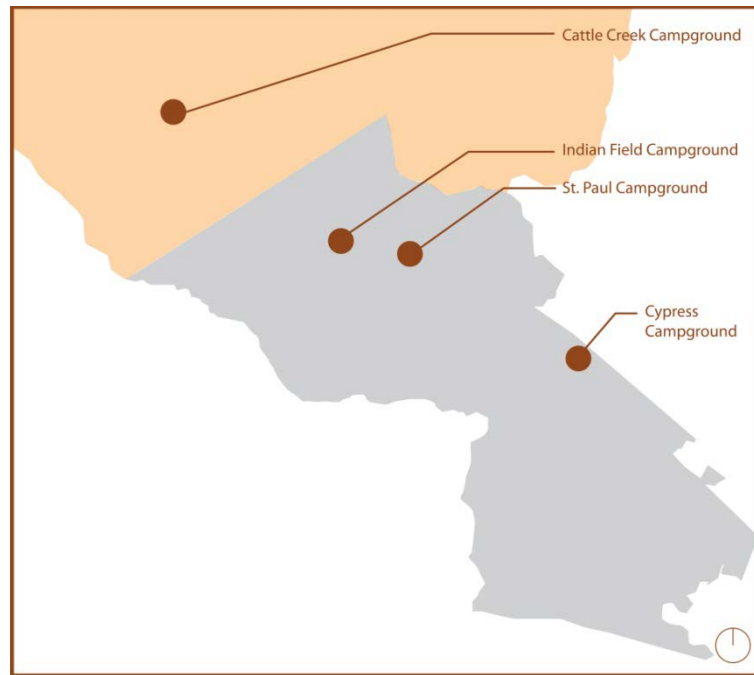 Cattle Creek Campground
Indian Field Campground
St. Paul Campground
Cypress
Campground